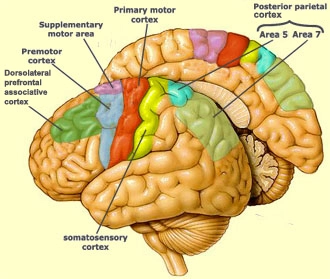 Primary motor
cortex
Posterior parietal
cortex
Supplementary
motor area
Area 5 Area 7
Premotor
cortex
Dorsolateral
prefrontal
associative
cortex
somatosensory
cortex